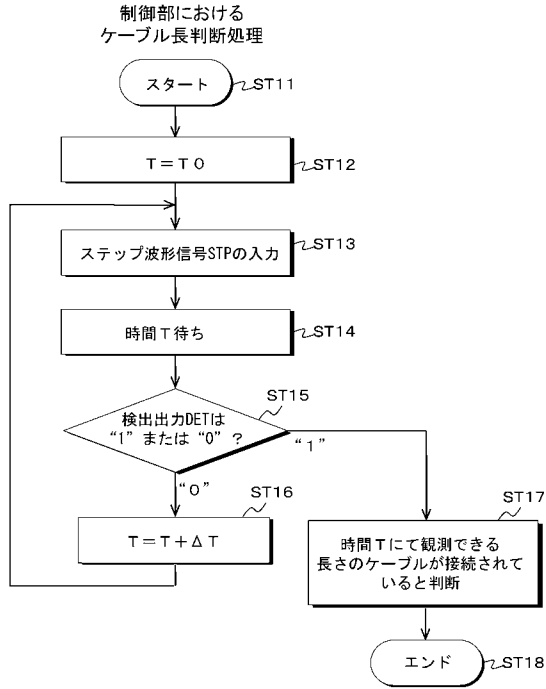 制御部における
ケーブル長判断処理
スタート
ST11
T=T0
ST12
ステップ波形信号STPの入力
ST13
時間T待ち
ST14
ST15
検出出力DETは
“1”または“0”?
“1”
“0”
ST16
T=T+ΔT
ST17
時間Tにて観測できる
長さのケーブルが接続されて
いると判断
エンド
ST18